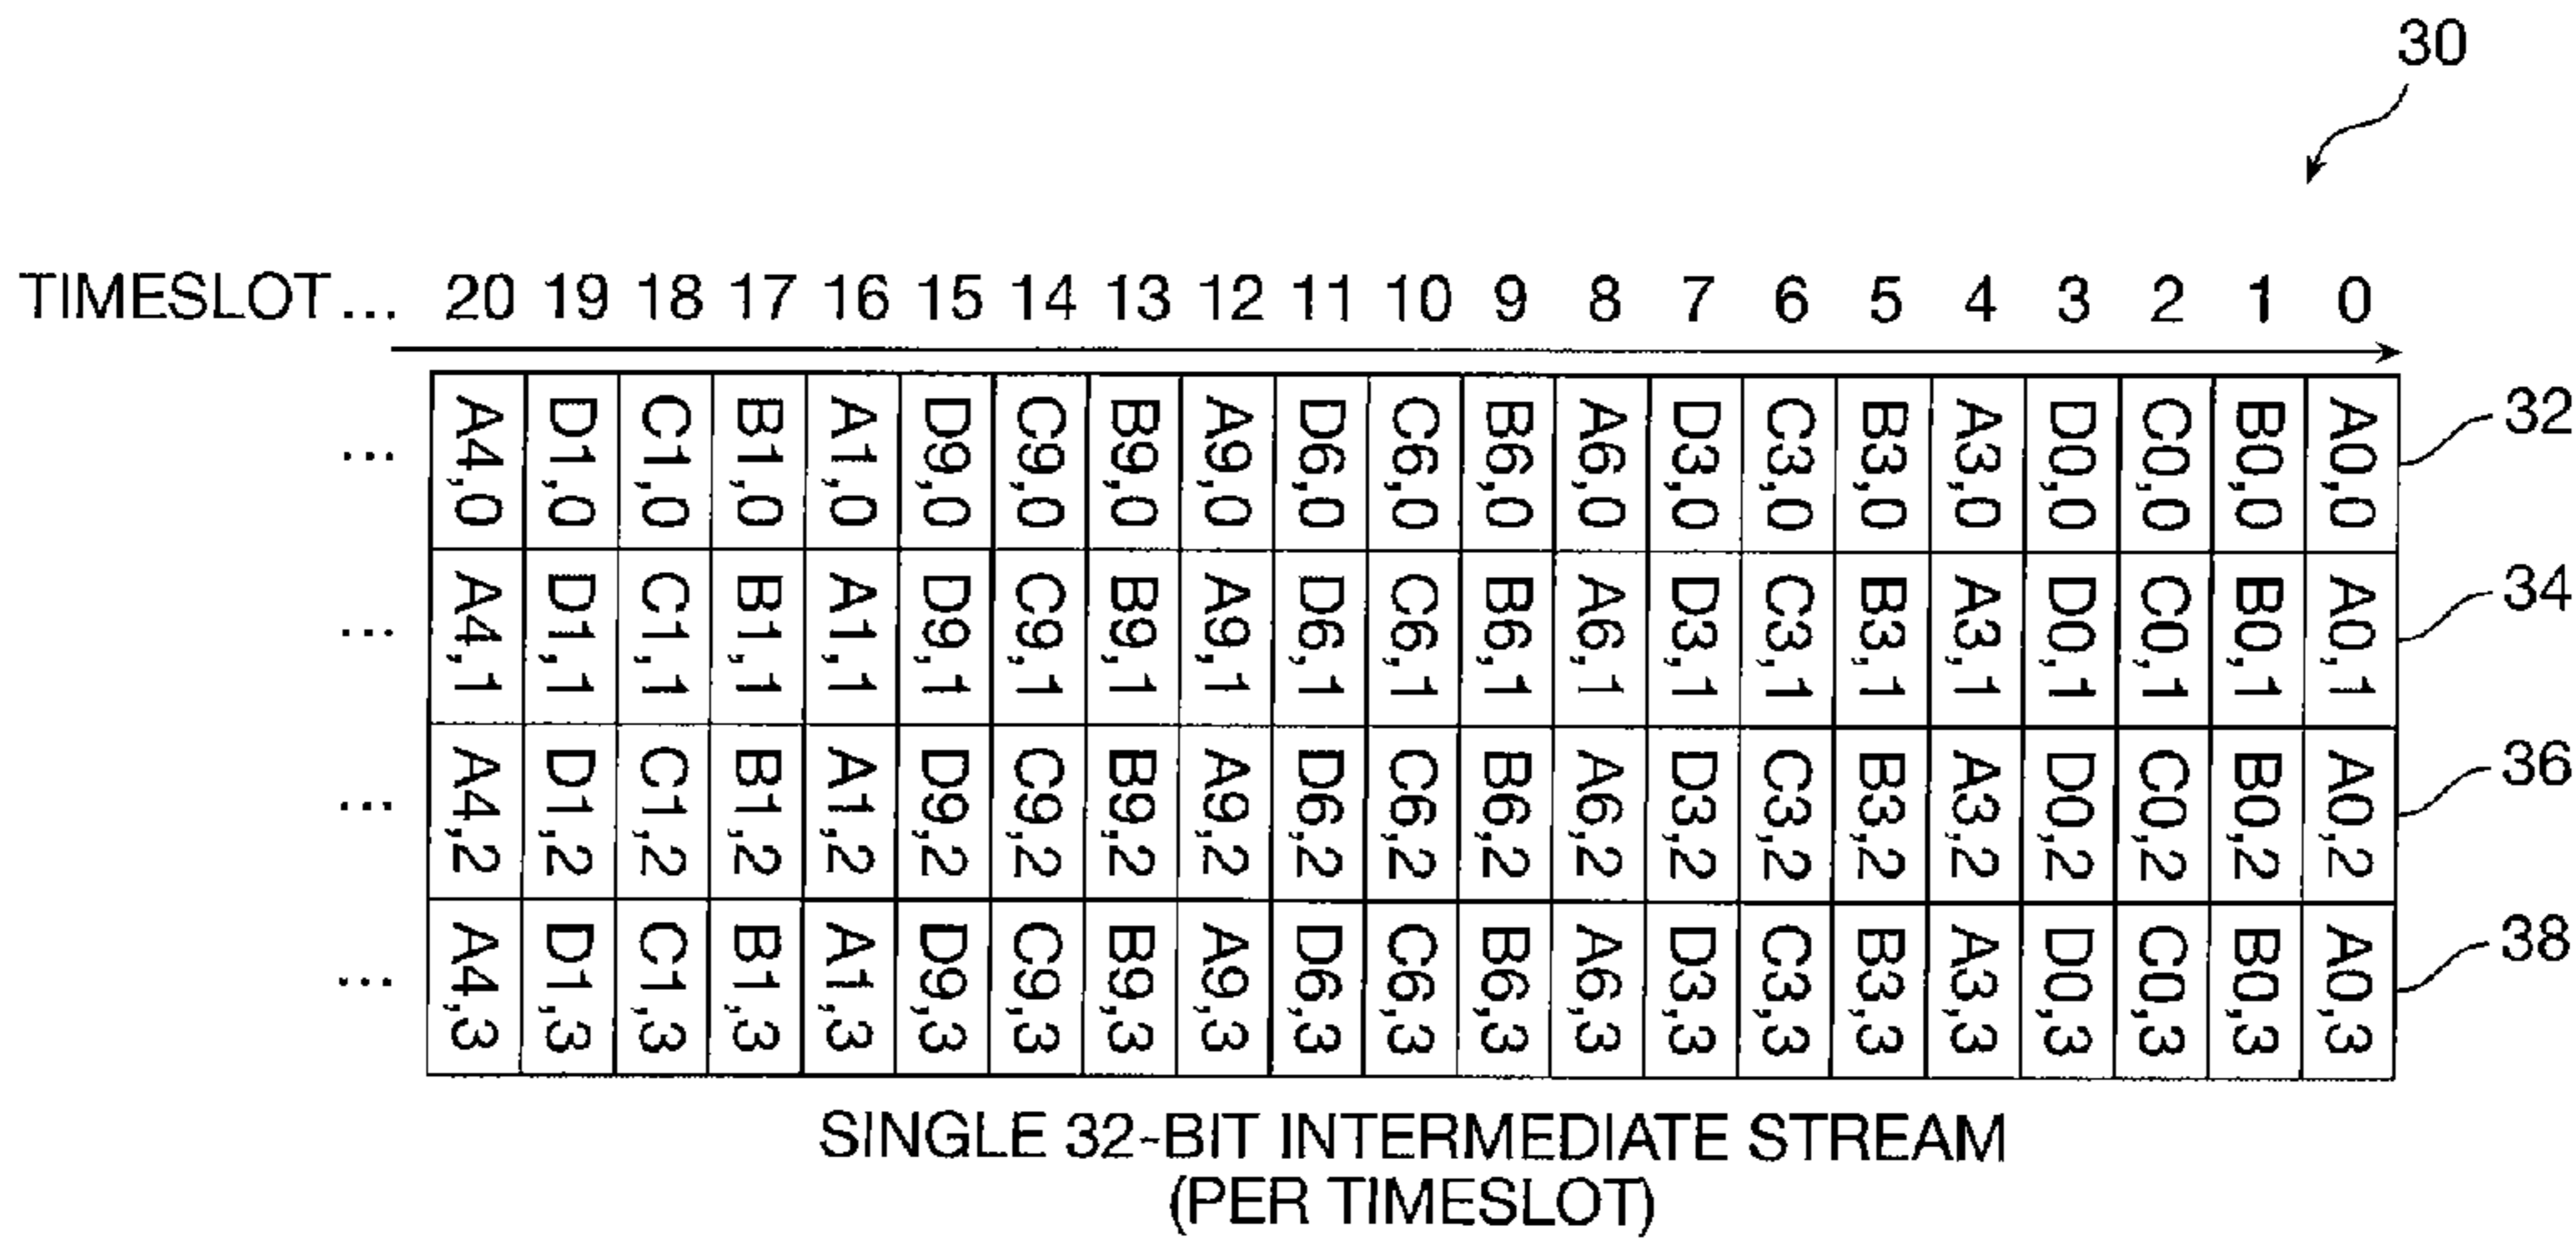 30
TIMESLOT... 20 19 18 17 16 15 14 13 12 11 10 9 8 7 6 5 4 3 2 1 0
... A4,0 D1,0 C1,0 B1,0 A1,0 D9,0 C9,0 B9,0 A9,0 D6,0 C6,0 B6,0 A6,0 D3,0 C3,0 B3,0 A3,0 D0,0 C0,0 B0,0 A0,0 32
... A4,1 D1,1 C1,1 B1,1 A1,1 D9,1 C9,1 B9,1 A9,1 D6,1 C6,1 B6,1 A6,1 D3,1 C3,1 B3,1 A3,1 D0,1 C0,1 B0,1 A0,1 34
... A4,2 D1,2 C1,2 B1,2 A1,2 D9,2 C9,2 B9,2 A9,2 D6,2 C6,2 B6,2 A6,2 D3,2 C3,2 B3,2 A3,2 D0,2 C0,2 B0,2 A0,2 36
... A4,3 D1,3 C1,3 B1,3 A1,3 D9,3 C9,3 B9,3 A9,3 D6,3 C6,3 B6,3 A6,3 D3,3 C3,3 B3,3 A3,3 D0,3 C0,3 B0,3 A0,3 38
SINGLE 32-BIT INTERMEDIATE STREAM
(PER TIMESLOT)